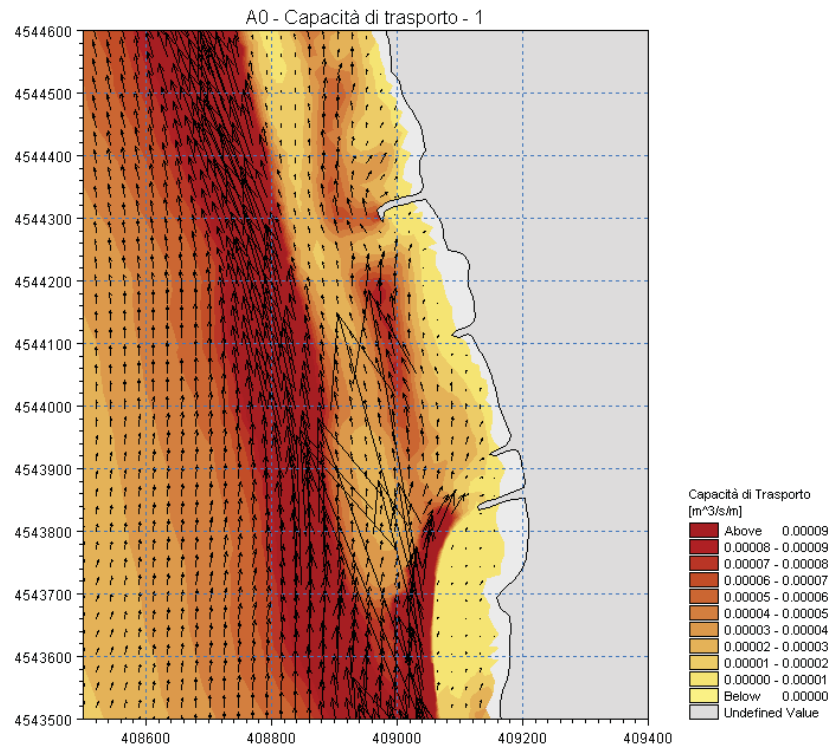 A0 - Capacità di trasporto - 1
4544600
4544500
4544400
4544300
4544200
4544100
4544000
4543900
4543800
4543700
4543600
4543500
408600 408800 409000 409200 409400
Capacità di Trasporto
[m^3/s/m]
Above 0.00009
0.00008 - 0.00009
0.00007 - 0.00008
0.00006 - 0.00007
0.00005 - 0.00006
0.00004 - 0.00005
0.00003 - 0.00004
0.00002 - 0.00003
0.00001 - 0.00002
0.00000 - 0.00001
Below 0.00000
Undefined Value